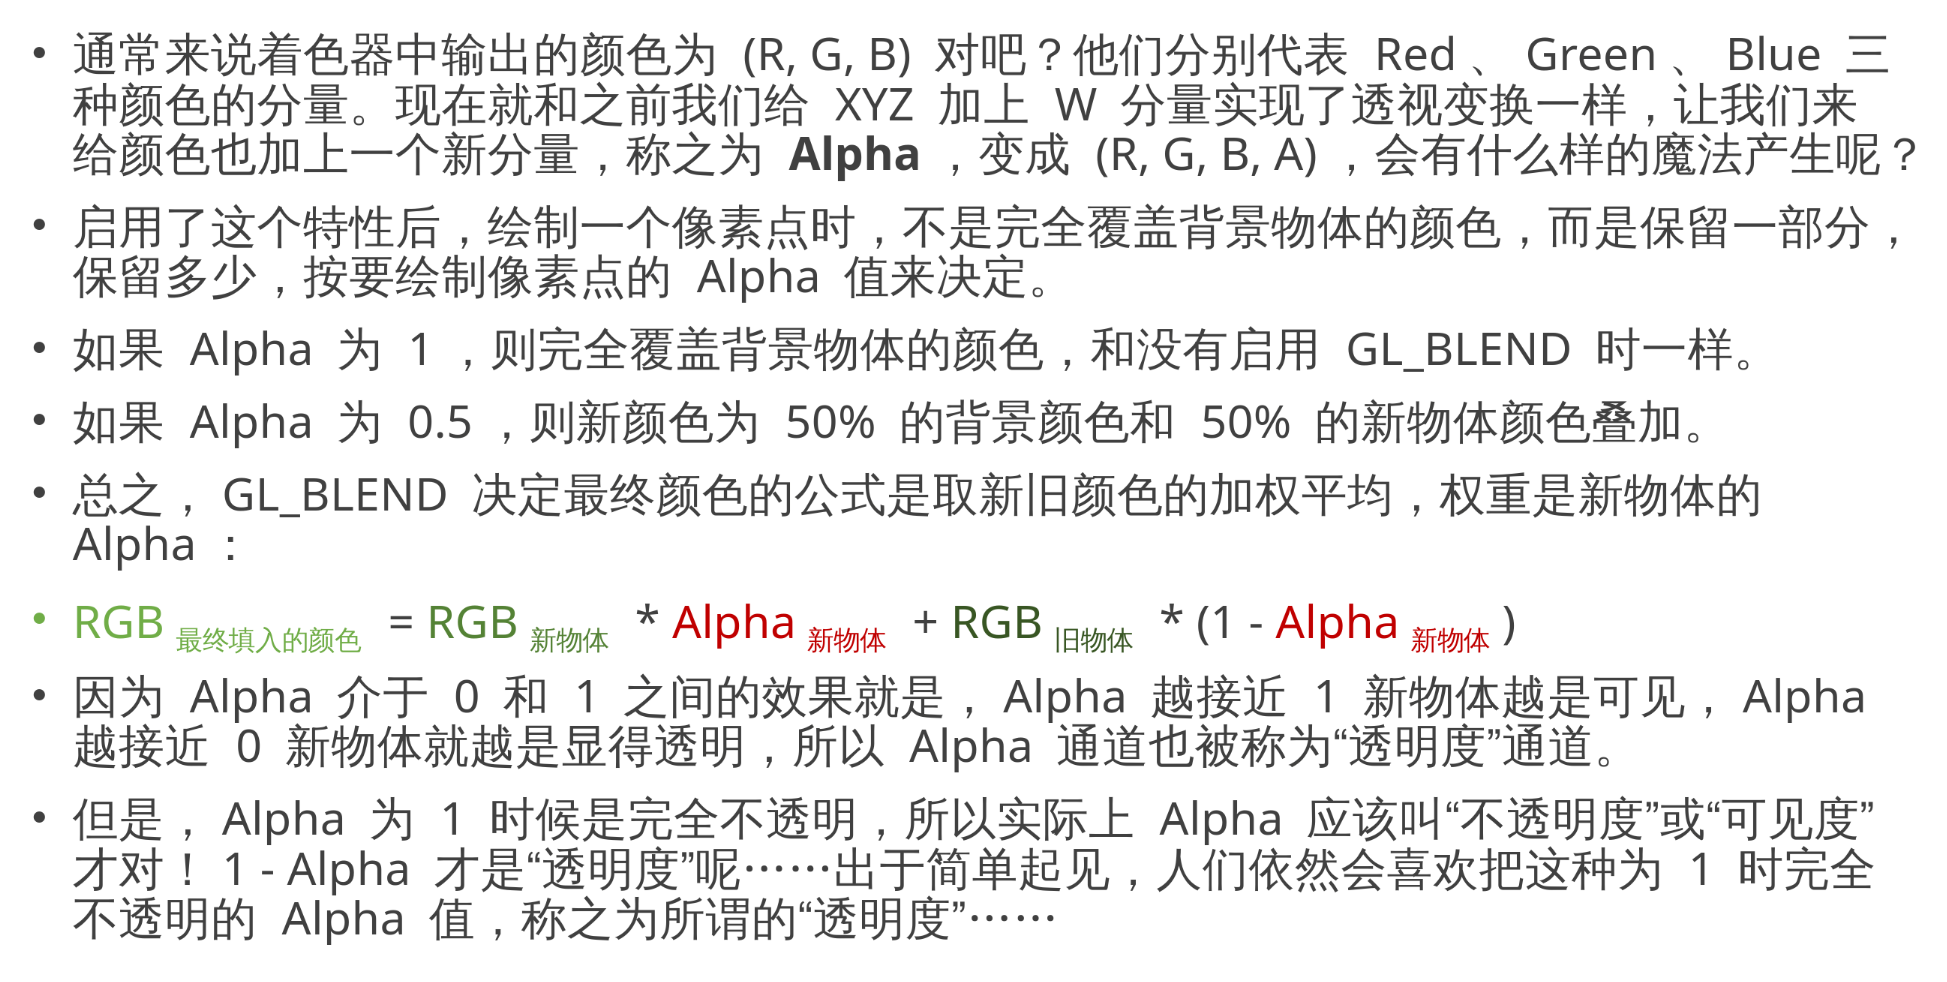 • 通常来说着色器中输出的颜色为 (R, G, B) 对吧？他们分别代表 Red 、 Green 、 Blue 三
种颜色的分量。现在就和之前我们给 XYZ 加上 W 分量实现了透视变换一样，让我们来
给颜色也加上一个新分量，称之为 Alpha ，变成 (R, G, B, A) ，会有什么样的魔法产生呢？
• 启用了这个特性后，绘制一个像素点时，不是完全覆盖背景物体的颜色，而是保留一部分，
保留多少，按要绘制像素点的 Alpha 值来决定。
• 如果 Alpha 为 1 ，则完全覆盖背景物体的颜色，和没有启用 GL_BLEND 时一样。
• 如果 Alpha 为 0.5 ，则新颜色为 50% 的背景颜色和 50% 的新物体颜色叠加。
• 总之， GL_BLEND 决定最终颜色的公式是取新旧颜色的加权平均，权重是新物体的
Alpha ：
• RGB 最终填入的颜色 = RGB 新物体 * Alpha 新物体 + RGB 旧物体 * (1 - Alpha 新物体 )
• 因为 Alpha 介于 0 和 1 之间的效果就是， Alpha 越接近 1 新物体越是可见， Alpha
越接近 0 新物体就越是显得透明，所以 Alpha 通道也被称为“透明度”通道。
• 但是， Alpha 为 1 时候是完全不透明，所以实际上 Alpha 应该叫“不透明度”或“可见度”
才对！ 1 - Alpha 才是“透明度”呢……出于简单起见，人们依然会喜欢把这种为 1 时完全
不透明的 Alpha 值，称之为所谓的“透明度”……